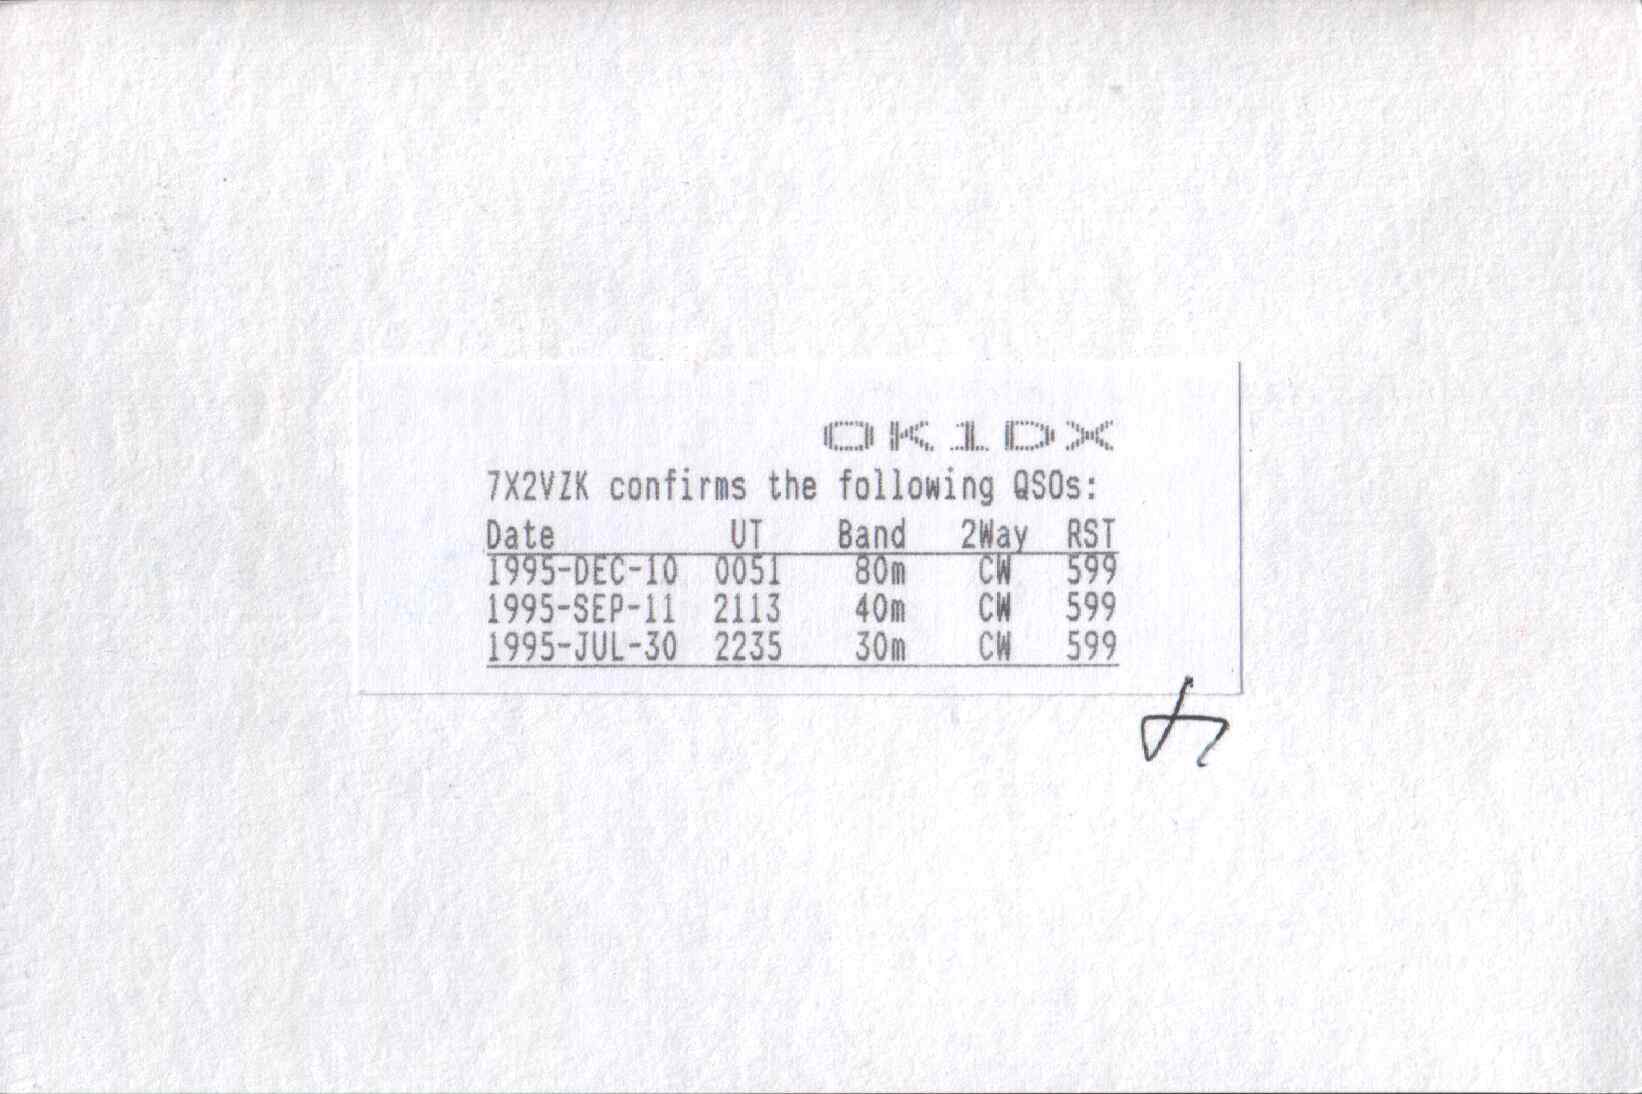 OK1DX
7X2VZK confirms the following QSOs:
Date UT Band 2Way RST
1995-DEC-10 0051 80m CW 599
1995-SEP-11 2113 40m CW 599
1995-JUL-30 2235 30m CW 599